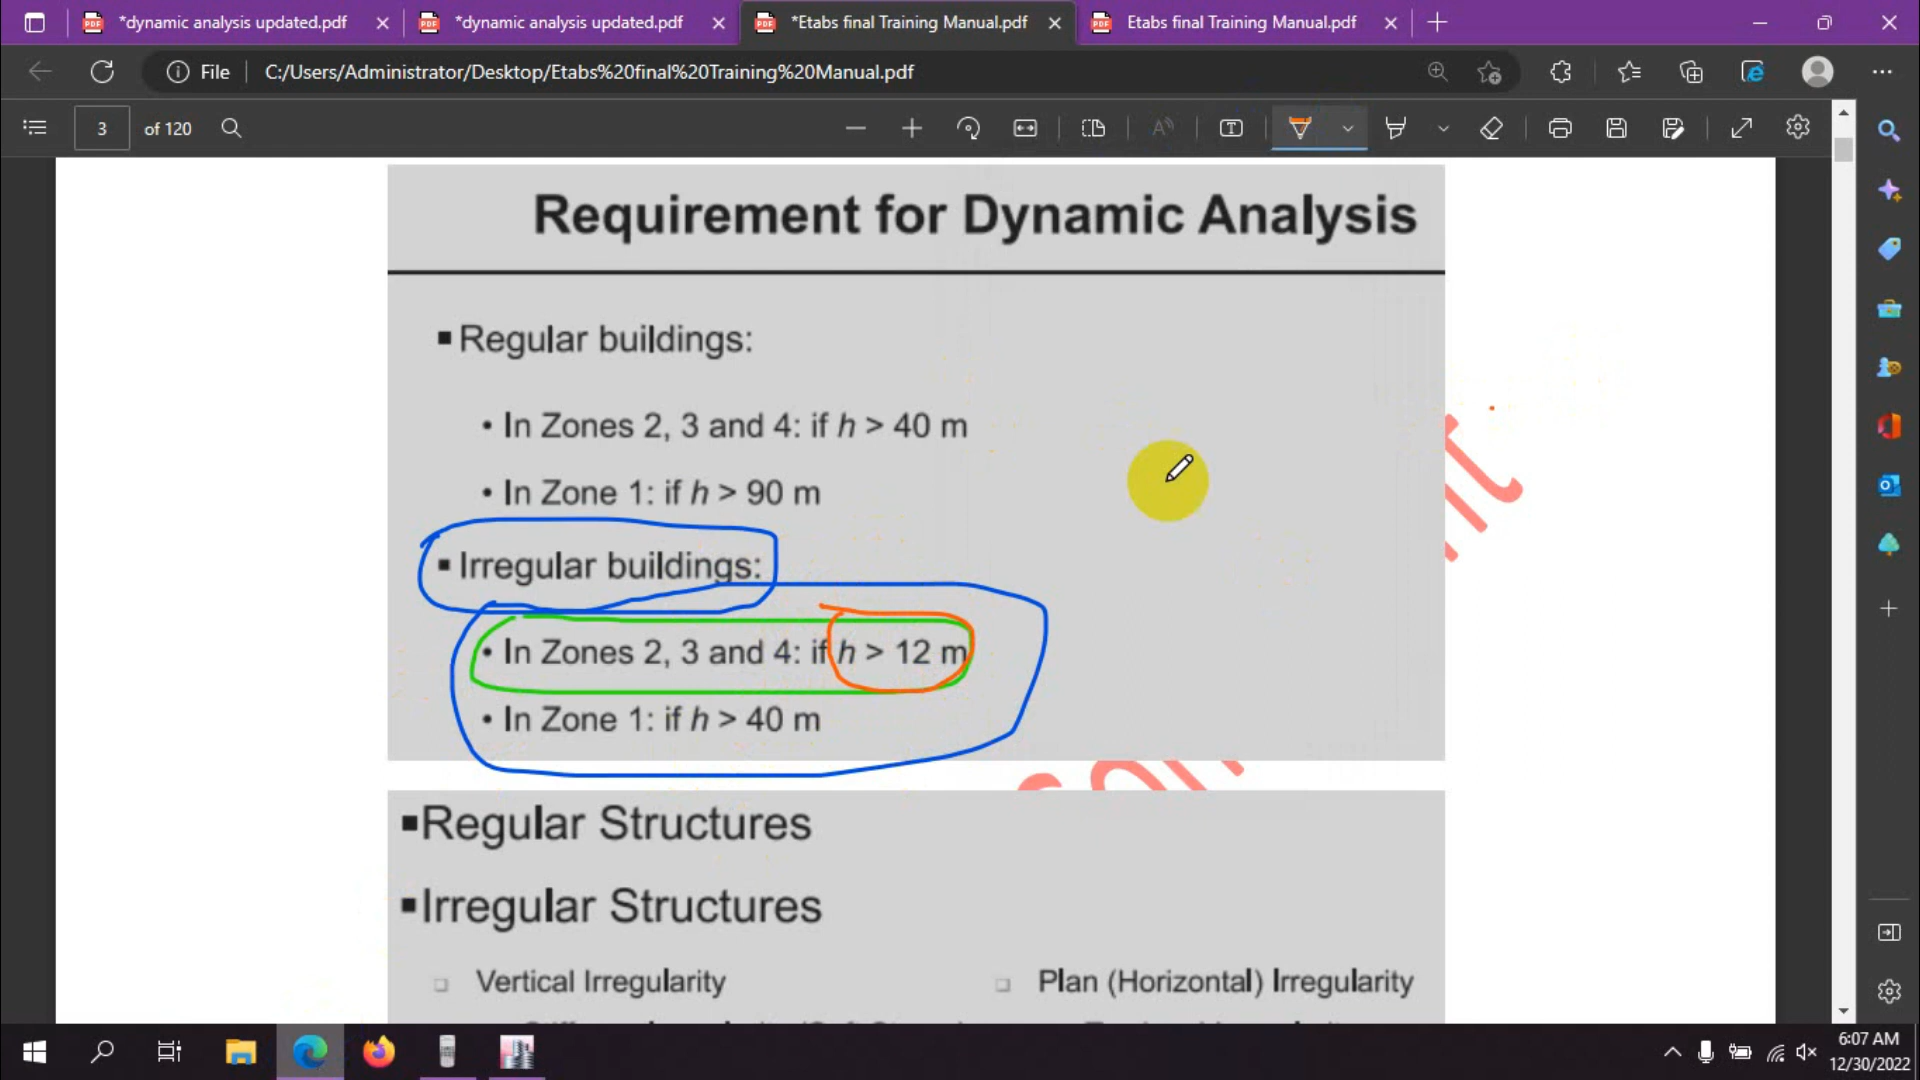 *dynamic analysis updated.pdf
*dynamic analysis updated.pdf
*Etabs final Training Manual.pdf
Etabs final Training Manual.pdf
File
C:/Users/Administrator/Desktop/Etabs%20final%20Training%20Manual.pdf
3
of 120
Requirement for Dynamic Analysis
▪ Regular buildings:
• In Zones 2, 3 and 4: if h > 40 m
• In Zone 1: if h > 90 m
▪ Irregular buildings:
• In Zones 2, 3 and 4: if h > 12 m
• In Zone 1: if h > 40 m
▪Regular Structures
▪Irregular Structures
❑ Vertical Irregularity
❑ Plan (Horizontal) Irregularity
6:07 AM
12/30/2022